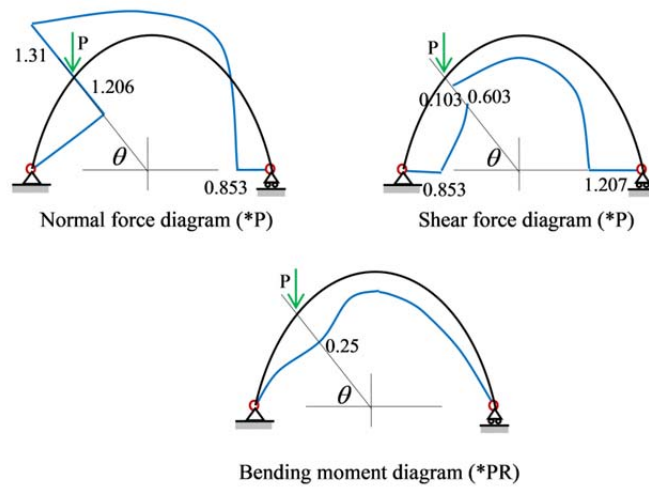 P
1.31
1.206
θ
0.853
Normal force diagram (*P)
P
0.103 0.603
θ
0.853
1.207
Shear force diagram (*P)
P
0.25
θ
Bending moment diagram (*PR)